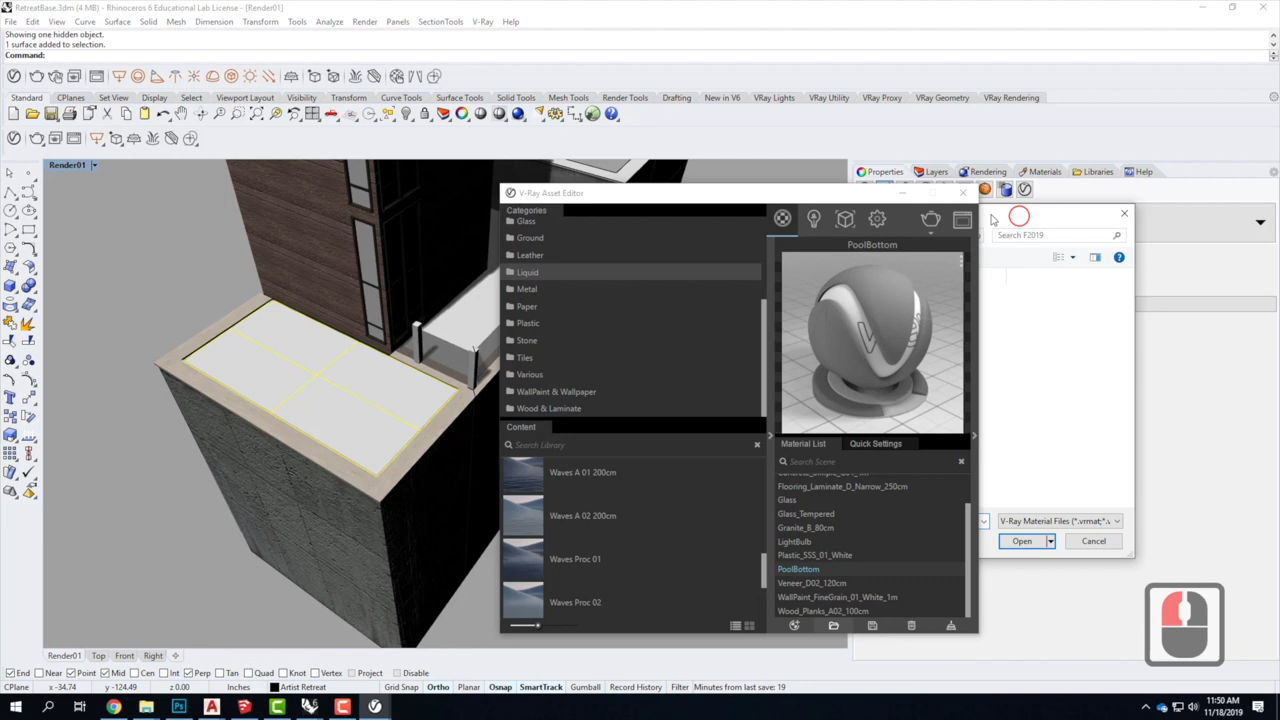 RetreatBase.3dm (96 MB) - Rhinoceros 6 Educational Lab License - [Render01]
File Edit View Curve Surface Solid Mesh Dimension Transform Tools Analyze Render Panels SectionTools V-Ray Help
Showing one hidden object.
1 surface added to selection.
Command:
Standard CPlanes Set View Display Select Viewport Layout Visibility Transform Curve Tools Surface Tools Solid Tools Mesh Tools Render Tools Drafting New in V6 VRay Lights VRay Utility VRay Proxy VRay Geometry VRay Rendering
Render01
Properties Layers Rendering Materials Libraries Help
V-Ray Asset Editor
Categories
Glass
Ground
Leather
Liquid
Metal
Paper
Plastic
Stone
Tiles
Various
WallPaint & Wallpaper
Wood & Laminate
Content
Search Library
Waves A 01 200cm
Waves A 02 200cm
Waves Proc 01
Waves Proc 02
PoolBottom
Material List Quick Settings
Search Scene
Flooring_Laminate_D_Narrow_250cm
Glass
Glass_Tempered
Granite_B_80cm
LightBulb
Plastic_SSS_01_White
PoolBottom
Veneer_D02_120cm
WallPaint_FineGrain_01_White_1m
Wood_Planks_A02_100cm
Search F2019
V-Ray Material Files (*.vrmat;*.v
Open Cancel
Render01 Top Front Right
End Near Point Mid Cen Int Perp Tan Quad Knot Vertex Project Disable
CPlane x -34.74 y -124.49 z 0.00 Inches Artist Retreat Grid Snap Ortho Planar Osnap SmartTrack Gumball Record History Filter Minutes from last save: 19
11:50 AM
11/18/2019